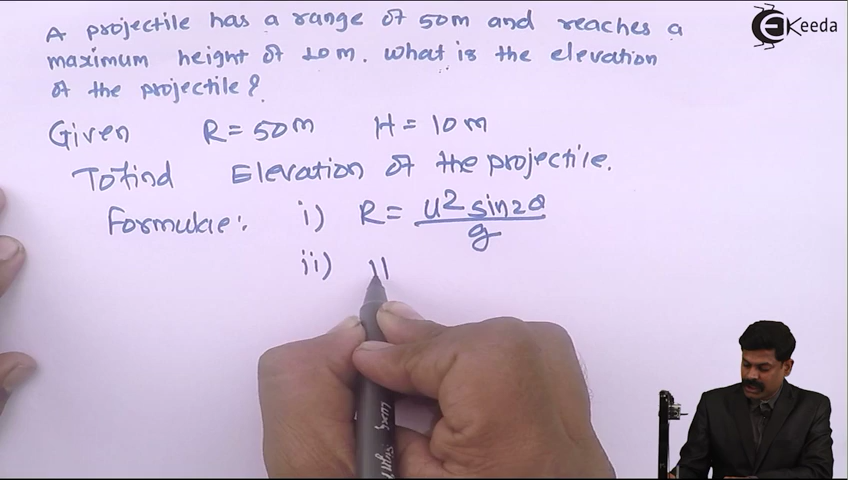 A projectile has a range of 50m and reaches a
Keeda
maximum height of 10m. What is the elevation
of the projectile?
Given R = 50m H = 10m
To find Elevation of the projectile.
Formulae:. i) R = u² sin2θ / g
ii)